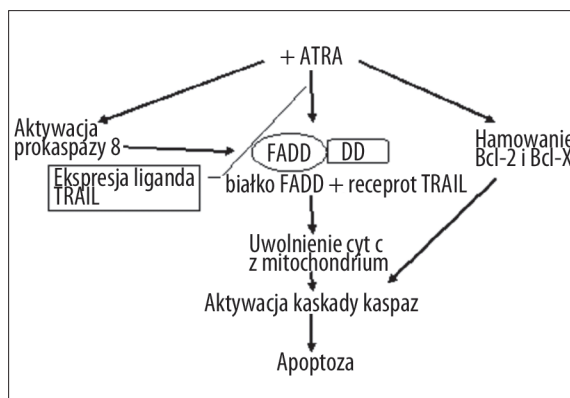 + ATRA
Aktywacja
prokaspazy 8
FADD
DD
Hamowanie
Bcl-2 i Bcl-X
Ekspresja liganda
TRAIL
białko FADD + receprot TRAIL
Uwolnienie cyt c
z mitochondrium
Aktywacja kaskady kaspaz
Apoptoza